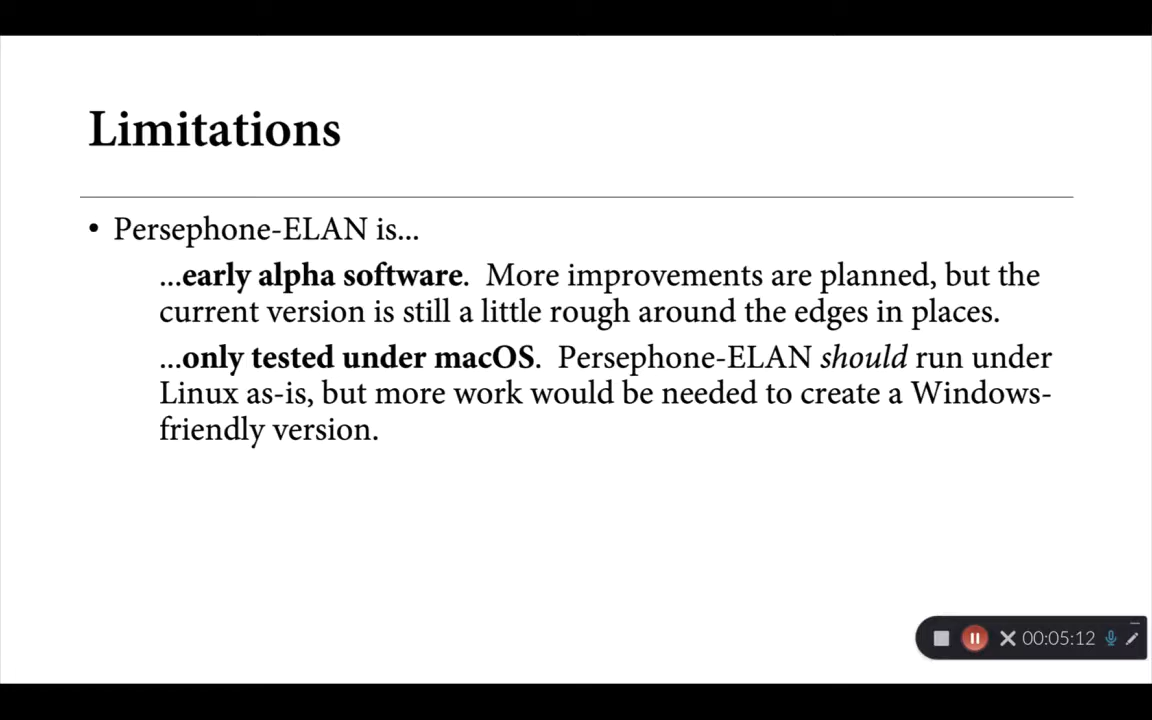 Limitations
• Persephone-ELAN is...
...early alpha software.  More improvements are planned, but the
current version is still a little rough around the edges in places.
...only tested under macOS.  Persephone-ELAN should run under
Linux as-is, but more work would be needed to create a Windows-
friendly version.
00:05:12